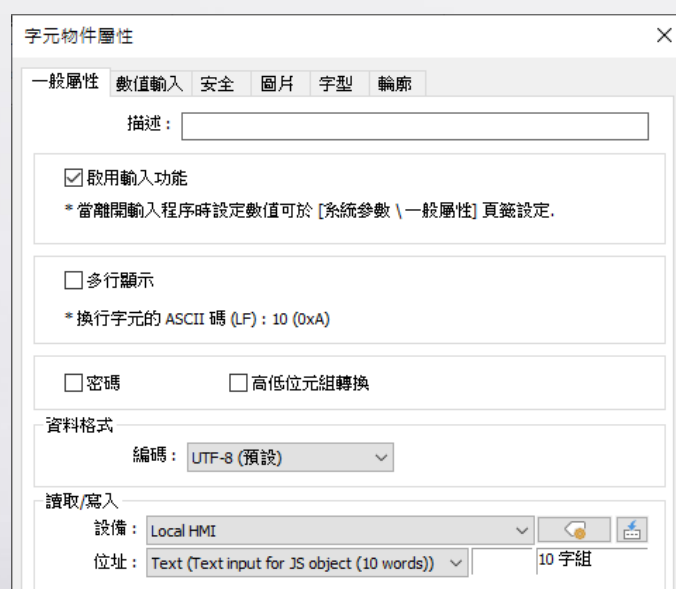 字元物件屬性
一般屬性 數值輸入 安全 圖片 字型 輪廓
描述：
啟用輸入功能
* 當離開輸入程序時設定數值可於 [系統參數 \ 一般屬性] 頁籤設定.
多行顯示
* 換行字元的 ASCII 碼 (LF) : 10 (0xA)
密碼 高低位元組轉換
資料格式
編碼： UTF-8 (預設)
讀取/寫入
設備： Local HMI
位址： Text (Text input for JS object (10 words)) 10 字組